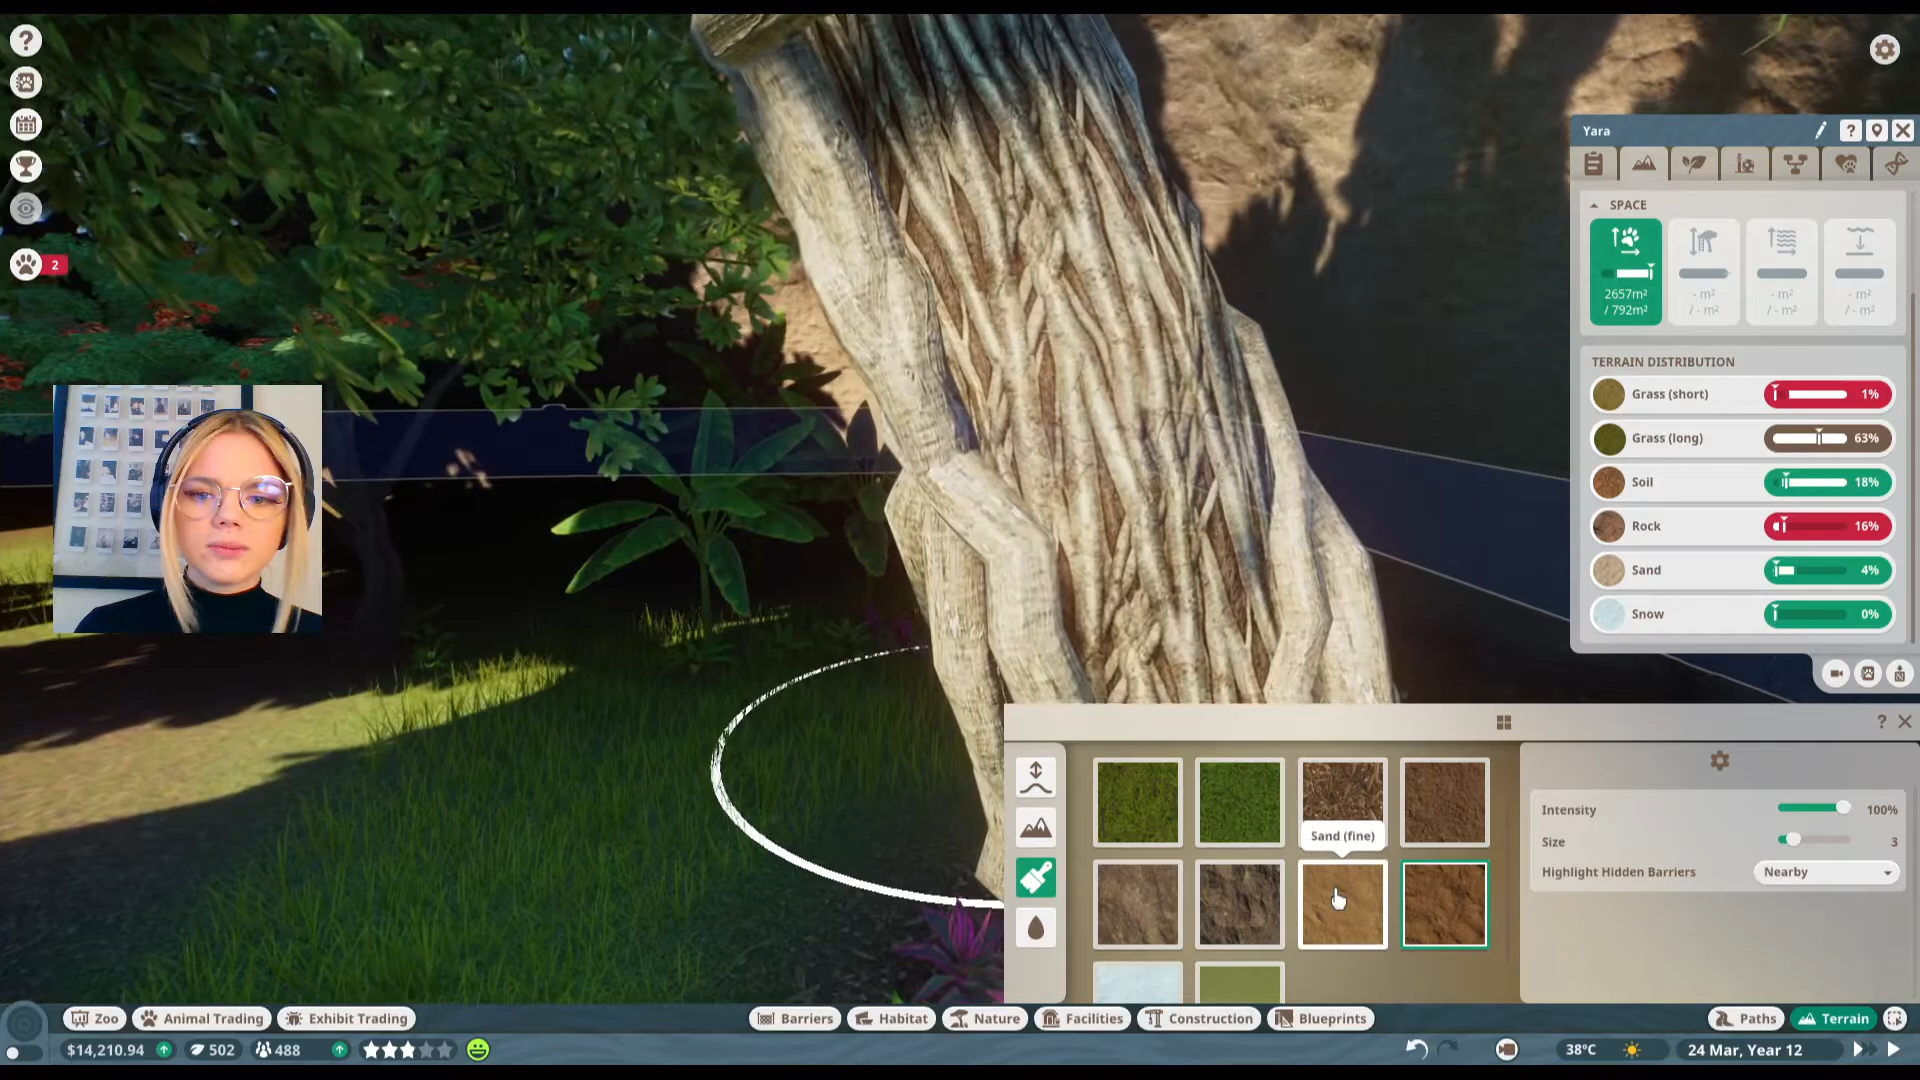 ?
2
Yara
?
SPACE
2657m²
/ 792m²
- m²
/ - m²
- m²
/ - m²
- m²
/ - m²
TERRAIN DISTRIBUTION
Grass (short) 1%
Grass (long) 63%
Soil 18%
Rock 16%
Sand 4%
Snow 0%
?
Sand (fine)
Intensity 100%
Size 3
Highlight Hidden Barriers Nearby
Zoo Animal Trading Exhibit Trading Barriers Habitat Nature Facilities Construction Blueprints Paths Terrain
$14,210.94 502 488 38°C 24 Mar, Year 12